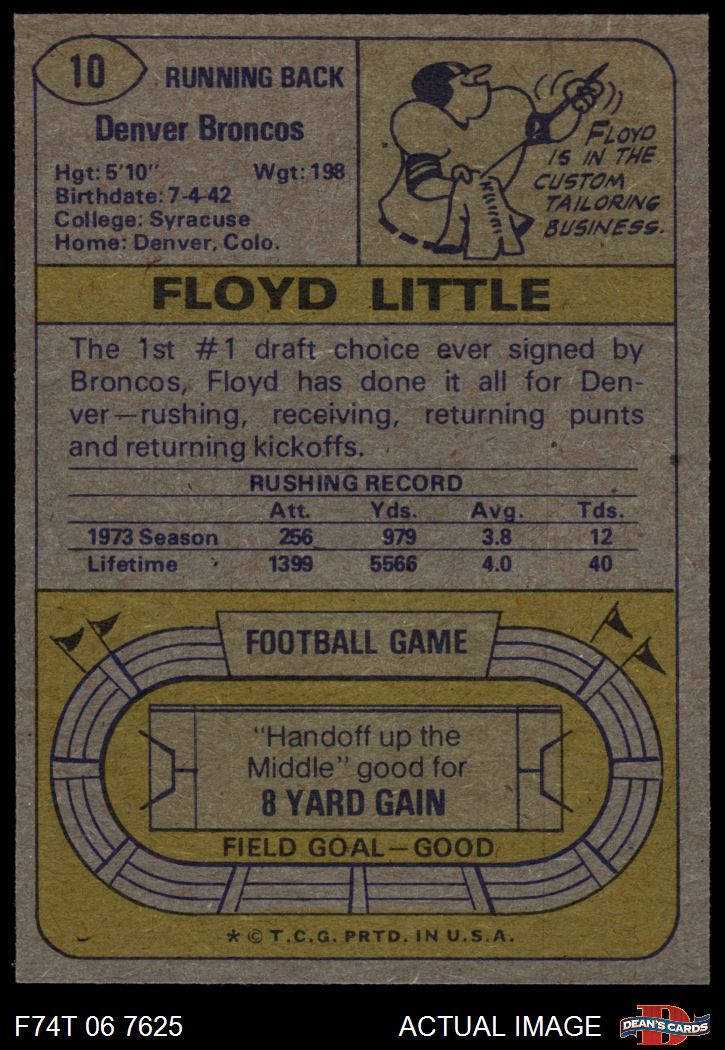 10 RUNNING BACK
Denver Broncos
Hgt: 5'10" Wgt: 198
Birthdate: 7-4-42
College: Syracuse
Home: Denver, Colo.
FLOYD
IS IN THE
CUSTOM
TAILORING
BUSINESS.
FLOYD LITTLE
The 1st #1 draft choice ever signed by
Broncos, Floyd has done it all for Den-
ver—rushing, receiving, returning punts
and returning kickoffs.
RUSHING RECORD
Att. Yds. Avg. Tds.
1973 Season 256 979 3.8 12
Lifetime 1399 5566 4.0 40
FOOTBALL GAME
"Handoff up the
Middle" good for
8 YARD GAIN
FIELD GOAL—GOOD
* © T.C.G. PRTD. IN U.S.A.
F74T 06 7625 ACTUAL IMAGE
DEAN'S CARDS